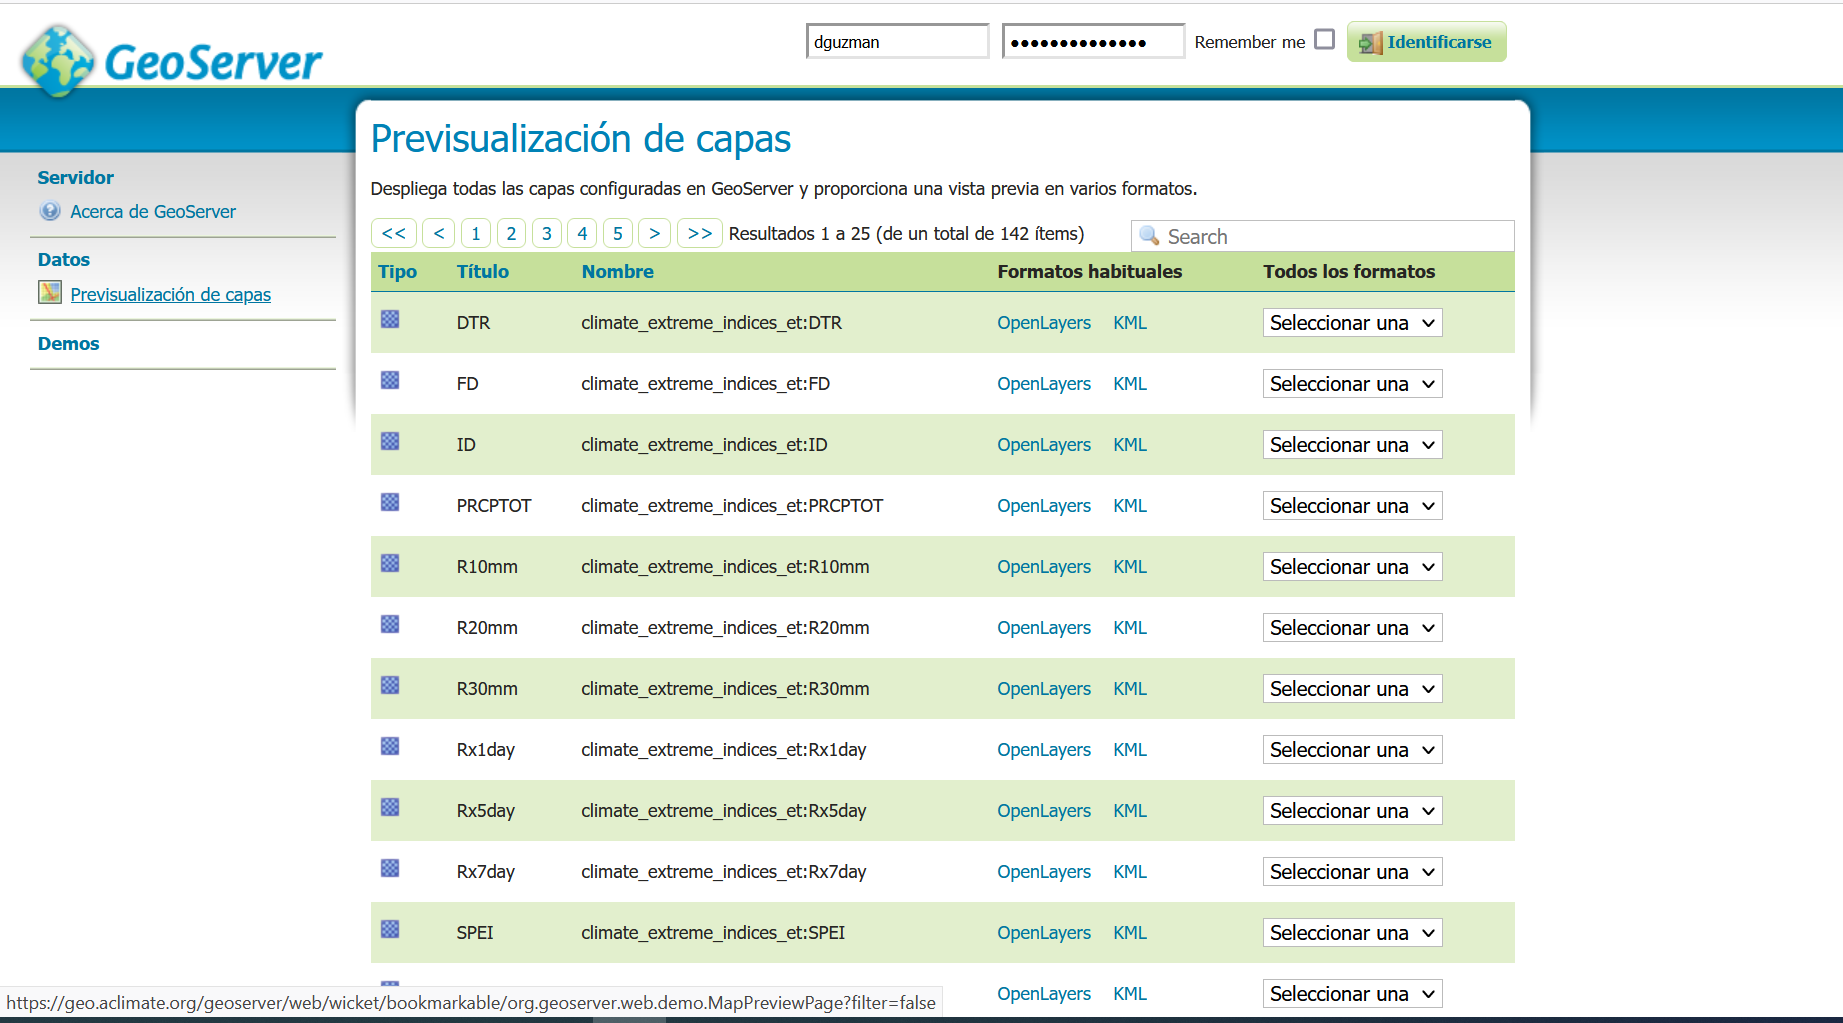 GeoServer
dguzman
●●●●●●●●●●●●●●
Remember me
Identificarse
Servidor
Acerca de GeoServer
Datos
Previsualización de capas
Demos
Previsualización de capas
Despliega todas las capas configuradas en GeoServer y proporciona una vista previa en varios formatos.
<< < 1 2 3 4 5 > >> Resultados 1 a 25 (de un total de 142 ítems) Search
Tipo Título Nombre Formatos habituales Todos los formatos
DTR climate_extreme_indices_et:DTR OpenLayers KML Seleccionar una
FD climate_extreme_indices_et:FD OpenLayers KML Seleccionar una
ID climate_extreme_indices_et:ID OpenLayers KML Seleccionar una
PRCPTOT climate_extreme_indices_et:PRCPTOT OpenLayers KML Seleccionar una
R10mm climate_extreme_indices_et:R10mm OpenLayers KML Seleccionar una
R20mm climate_extreme_indices_et:R20mm OpenLayers KML Seleccionar una
R30mm climate_extreme_indices_et:R30mm OpenLayers KML Seleccionar una
Rx1day climate_extreme_indices_et:Rx1day OpenLayers KML Seleccionar una
Rx5day climate_extreme_indices_et:Rx5day OpenLayers KML Seleccionar una
Rx7day climate_extreme_indices_et:Rx7day OpenLayers KML Seleccionar una
SPEI climate_extreme_indices_et:SPEI OpenLayers KML Seleccionar una
OpenLayers KML Seleccionar una
https://geo.aclimate.org/geoserver/web/wicket/bookmarkable/org.geoserver.web.demo.MapPreviewPage?filter=false